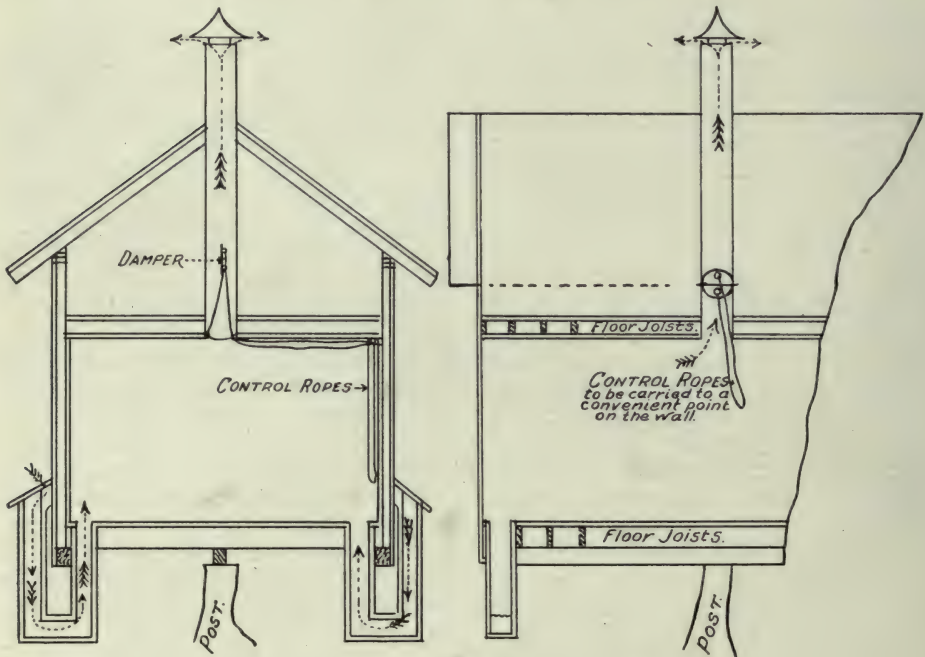 DAMPER
CONTROL ROPES
POST.
Floor Joists.
CONTROL ROPES
to be carried to a
convenient point
on the wall.
Floor Joists.
POST.